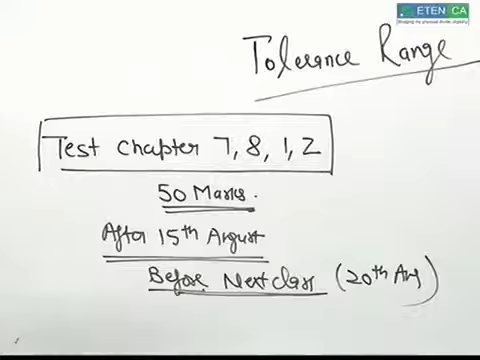 ETEN CA
Tolerance Range
Test Chapter 7, 8, 1, 2
50 Marks.
After 15th August
Before Next class (20th Aug)